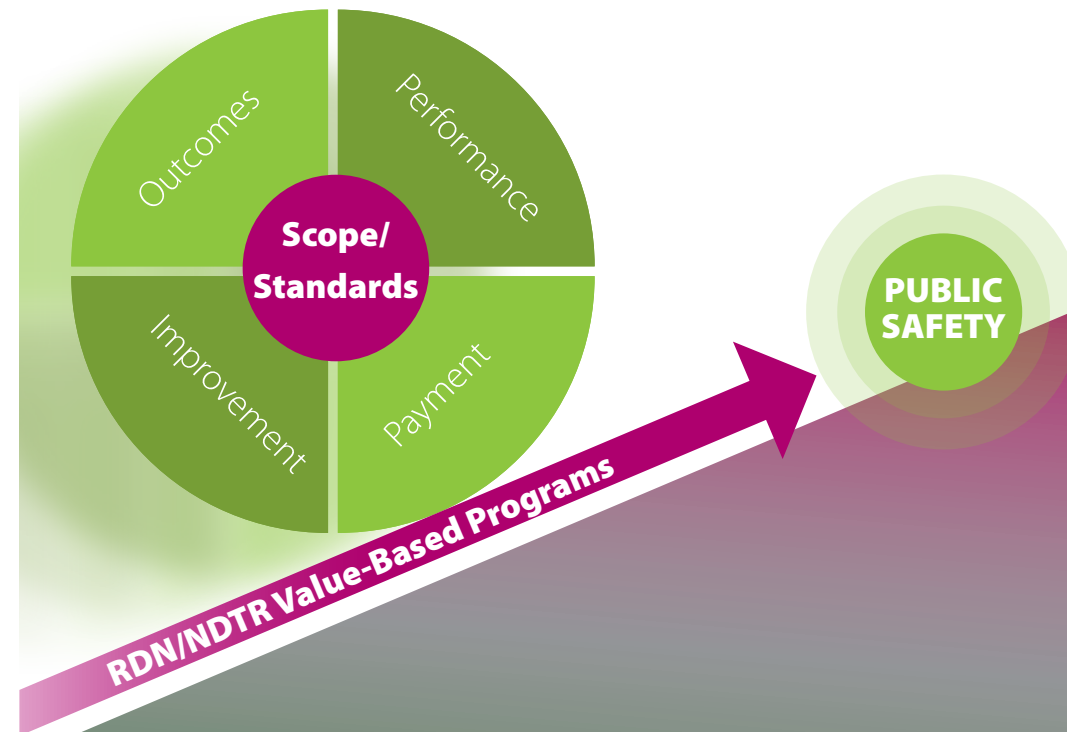 Outcomes
Performance
Scope/
Standards
Improvement
Payment
PUBLIC
SAFETY
RDN/NDTR Value-Based Programs